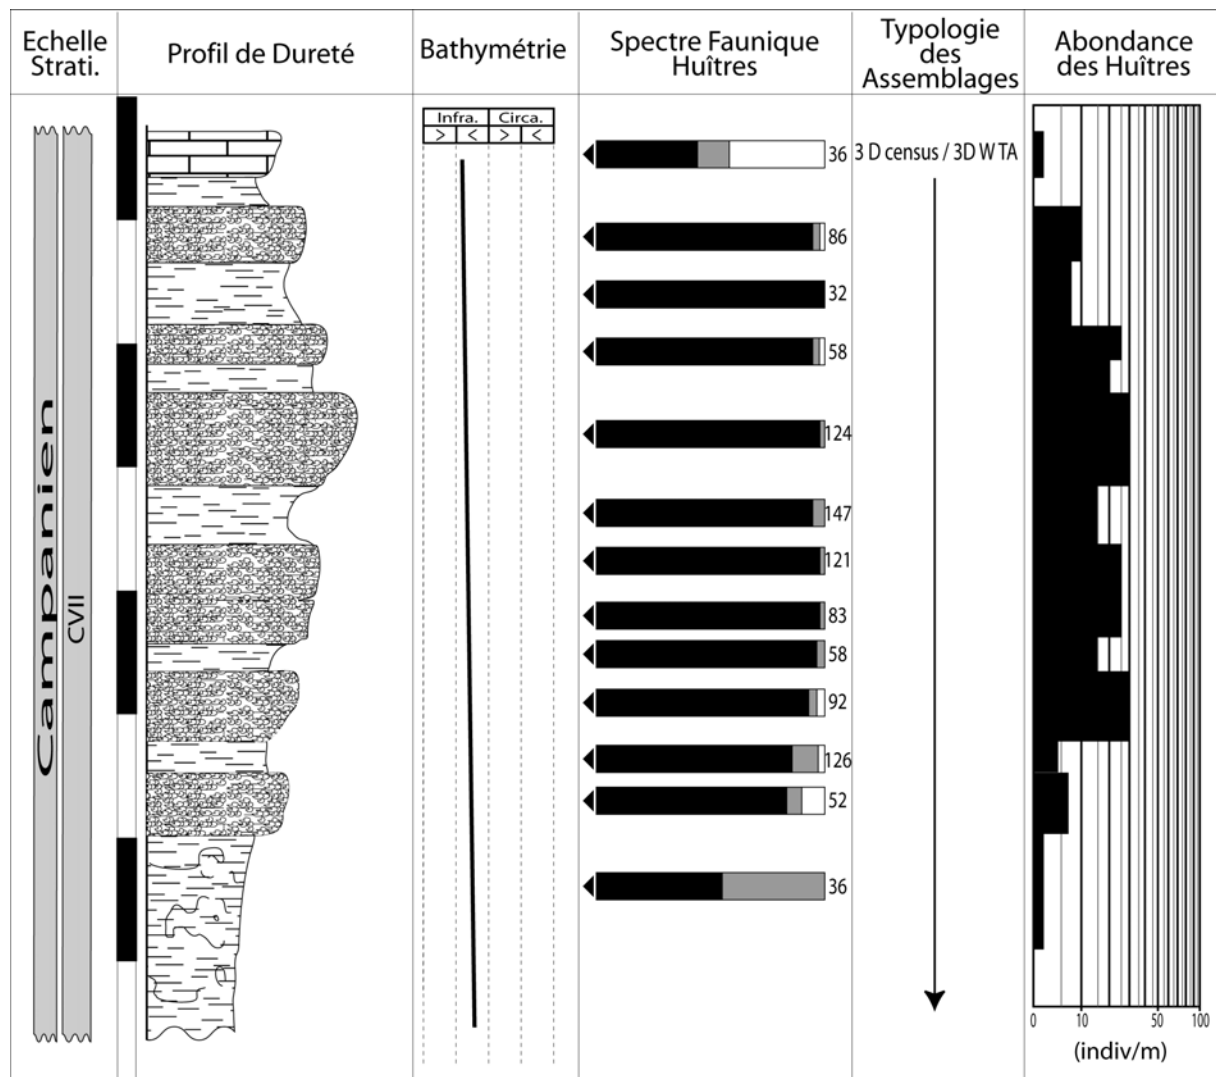 Echelle
Strati.
Profil de Dureté
Bathymétrie
Spectre Faunique
Huîtres
Typologie
des
Assemblages
Abondance
des Huîtres
Infra. Circa.
> < > <
Campanien
CVII
36
86
32
58
124
147
121
83
58
92
126
52
36
3 D census / 3D W TA
0 10 50 100
(indiv/m)